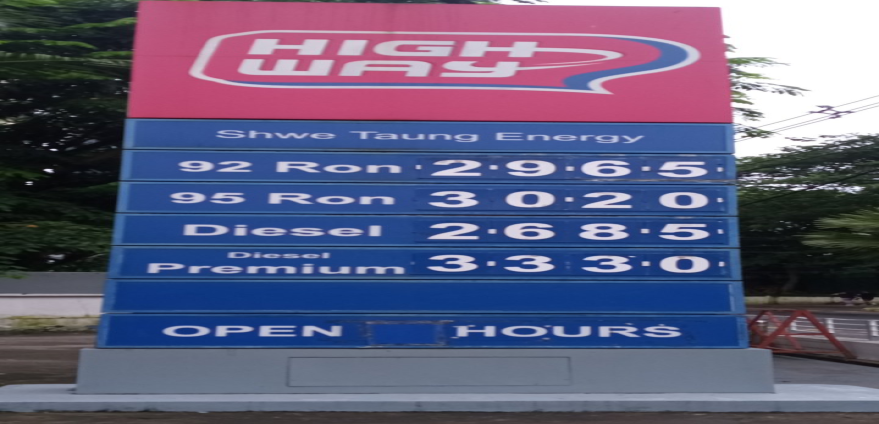 HIGH
WAY
Shwe Taung Energy
92 Ron 2965
95 Ron 3020
Diesel 2685
Diesel
Premium 3330
OPEN HOURS